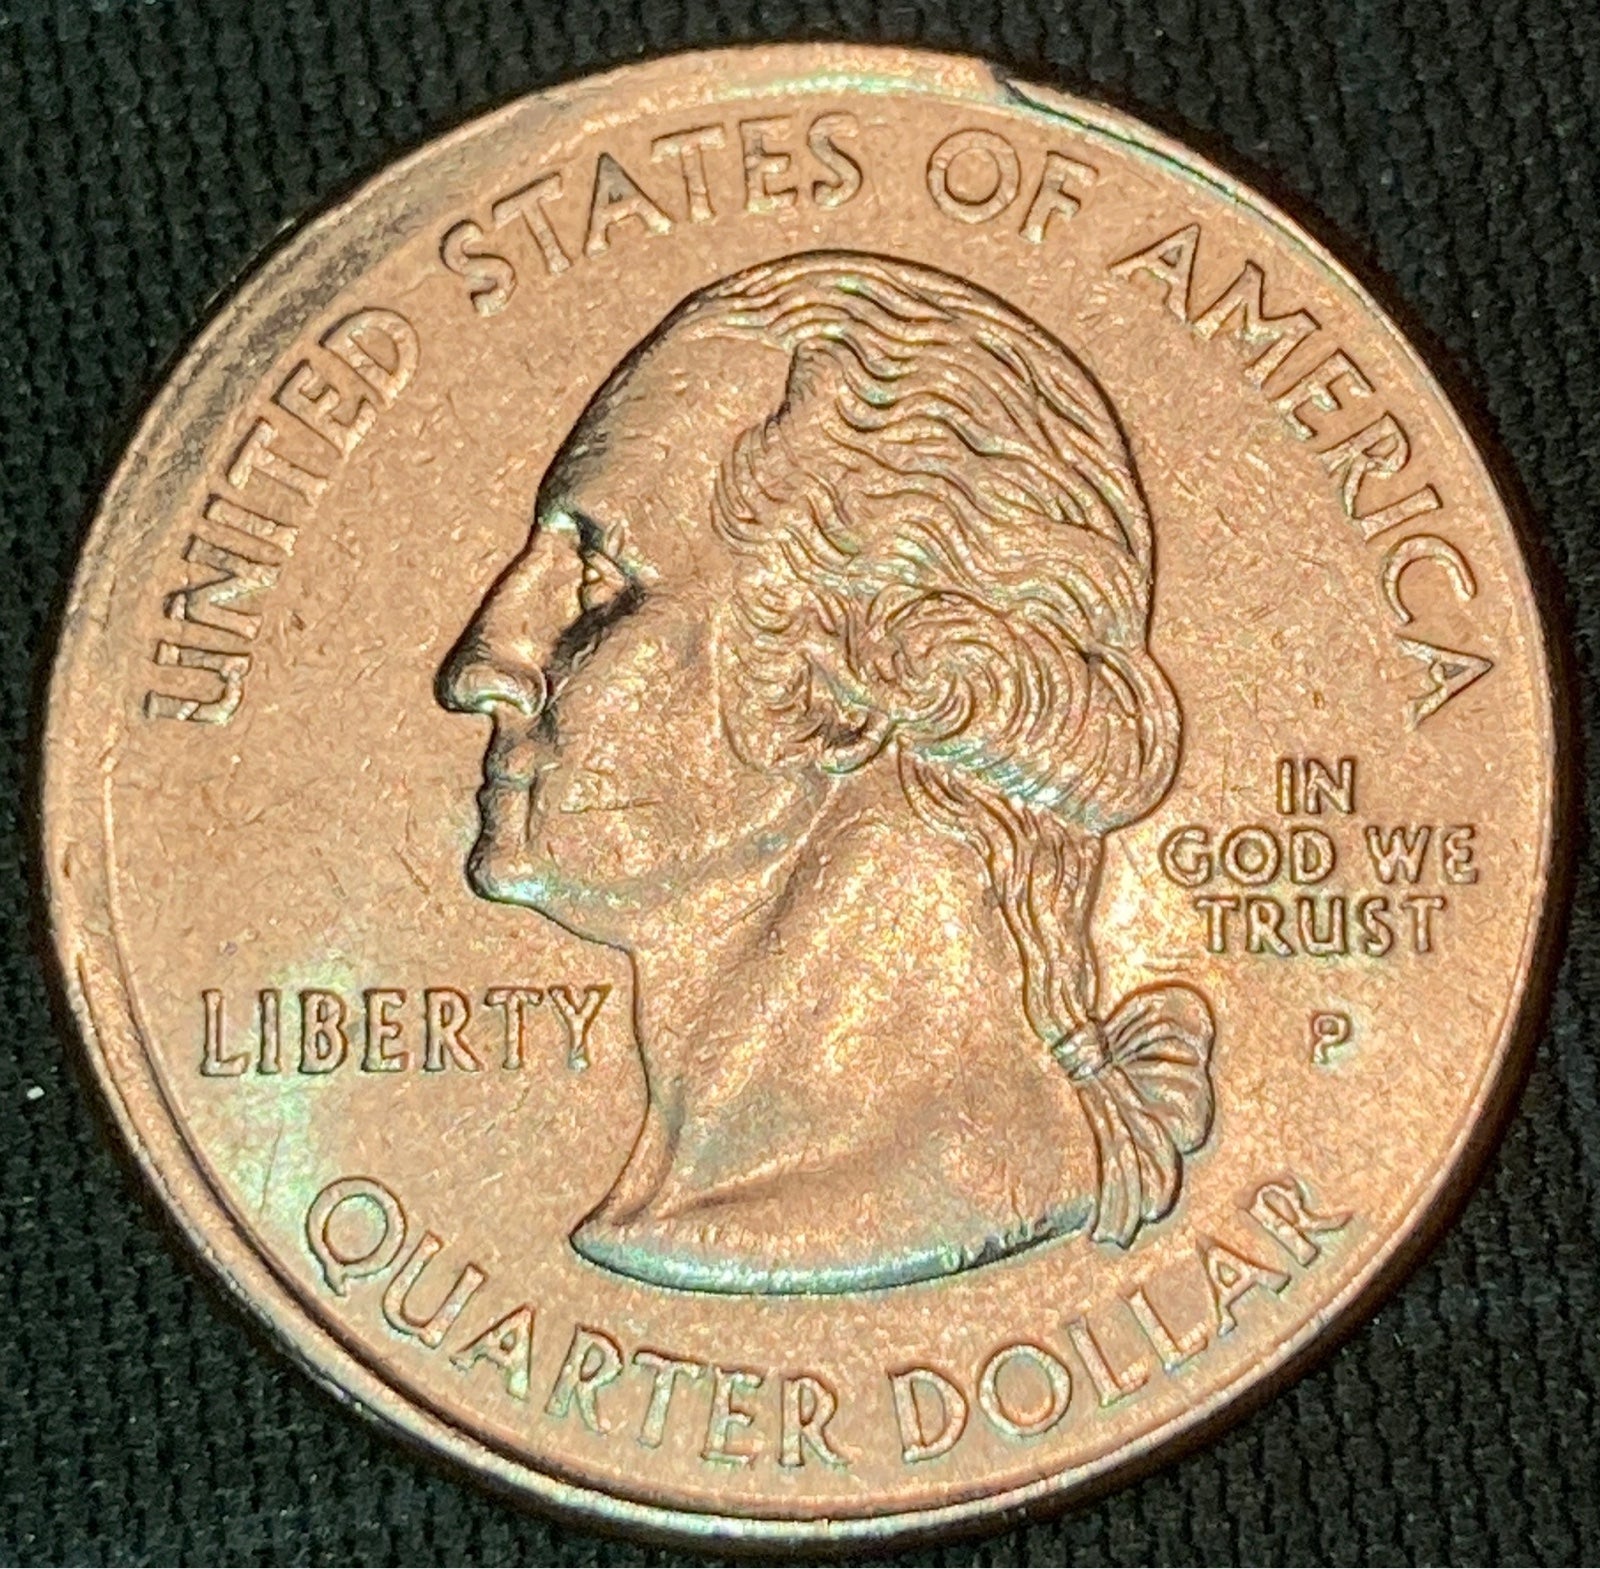 UNITED STATES OF AMERICA
IN
GOD WE
TRUST
LIBERTY
P
QUARTER DOLLAR